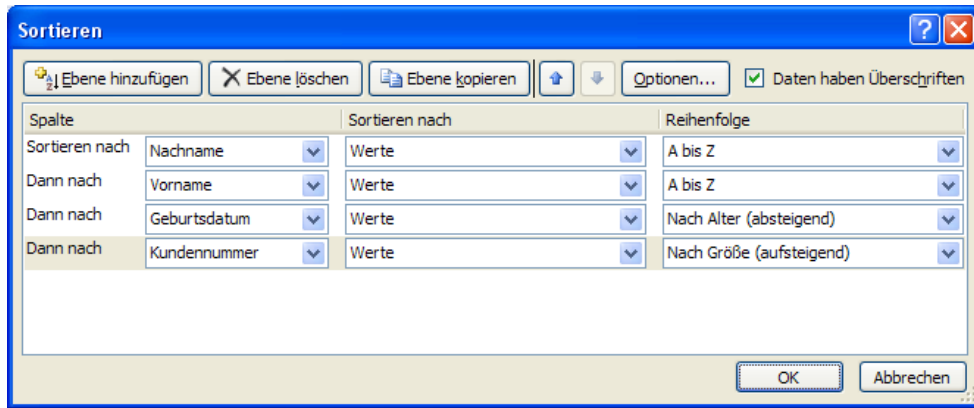 Sortieren
Ebene hinzufügen Ebene löschen Ebene kopieren Optionen... Daten haben Überschriften
Spalte Sortieren nach Reihenfolge
Sortieren nach Nachname Werte A bis Z
Dann nach Vorname Werte A bis Z
Dann nach Geburtsdatum Werte Nach Alter (absteigend)
Dann nach Kundennummer Werte Nach Größe (aufsteigend)
OK Abbrechen